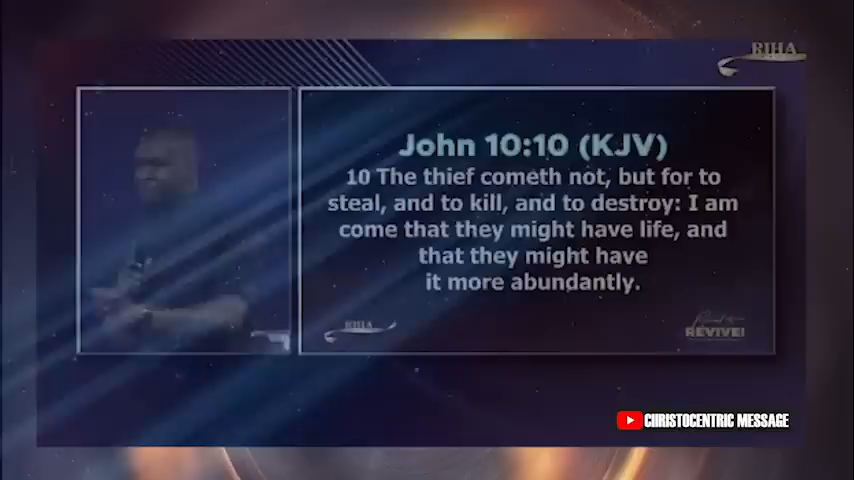 RIHA
John 10:10 (KJV)
10 The thief cometh not, but for to
steal, and to kill, and to destroy: I am
come that they might have life, and
that they might have
it more abundantly.
RIHA
REVIVE!
CHRISTOCENTRIC MESSAGE